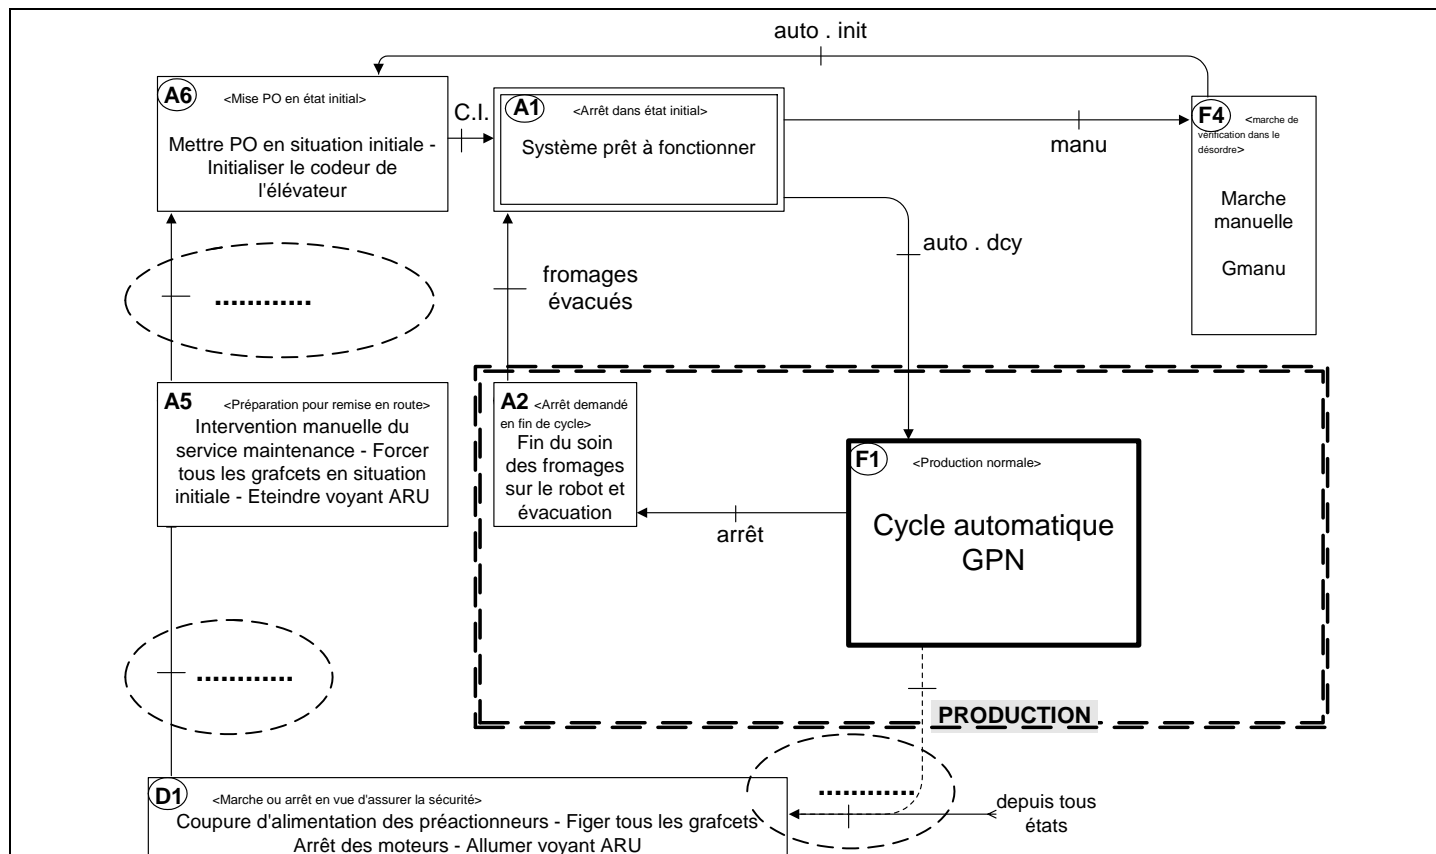 auto . init
A6 <Mise PO en état initial>
Mettre PO en situation initiale -
Initialiser le codeur de
l'élévateur
C.I.
A1 <Arrêt dans état initial>
Système prêt à fonctionner
manu
F4 <marche de
vérification dans le
désordre>
Marche
manuelle
Gmanu
auto . dcy
fromages
évacués
............
A5 <Préparation pour remise en route>
Intervention manuelle du
service maintenance - Forcer
tous les grafcets en situation
initiale - Eteindre voyant ARU
A2 <Arrêt demandé
en fin de cycle>
Fin du soin
des fromages
sur le robot et
évacuation
arrêt
F1 <Production normale>
Cycle automatique
GPN
............
PRODUCTION
............
depuis tous
états
D1 <Marche ou arrêt en vue d'assurer la sécurité>
Coupure d'alimentation des préactionneurs - Figer tous les grafcets
Arrêt des moteurs - Allumer voyant ARU